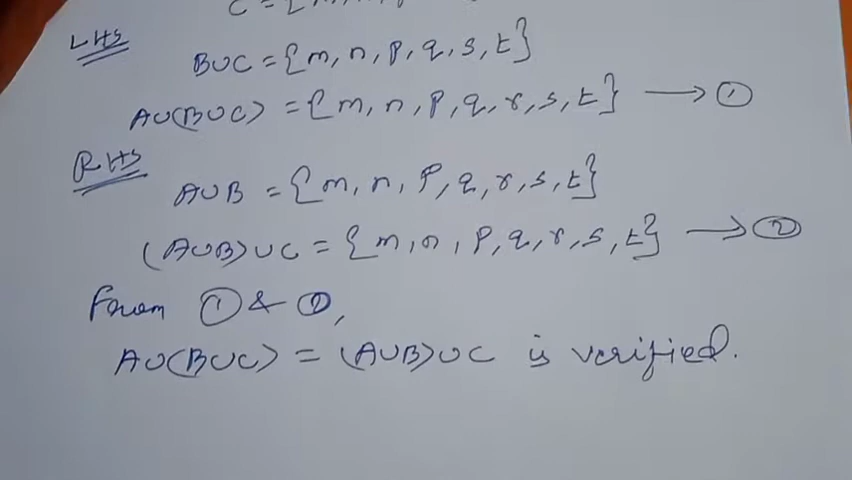 C = {m, n,
LHS
B∪C = {m, n, p, q, s, t}
A∪(B∪C) = {m, n, p, q, r, s, t} → ①
RHS
A∪B = {m, n, p, q, r, s, t}
(A∪B)∪C = {m, n, p, q, r, s, t} → ②
From ① & ②,
A∪(B∪C) = (A∪B)∪C is verified.